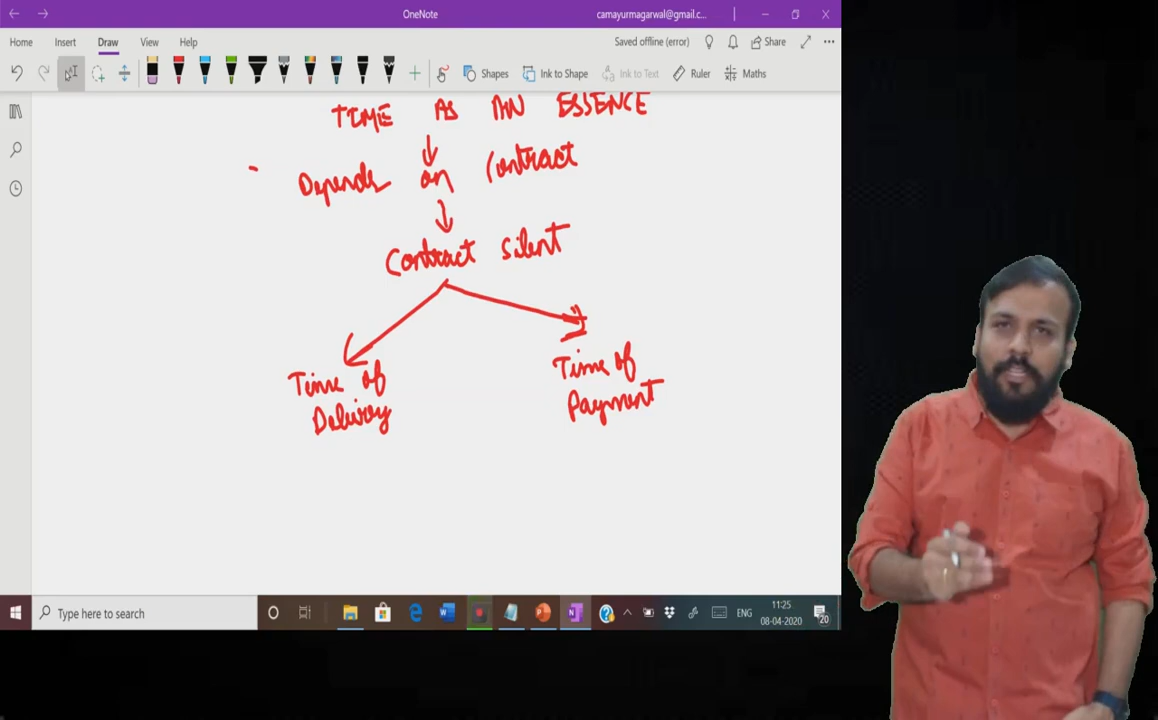 OneNote
camayurmagarwal@gmail.c...
Home Insert Draw View Help
Saved offline (error) Share
Shapes Ink to Shape Ink to Text Ruler Maths
TIME AS AN ESSENCE
Depends on Contract
Contract Silent
Time of
Delivery
Time of
Payment
Type here to search
ENG
11:25
08-04-2020
20